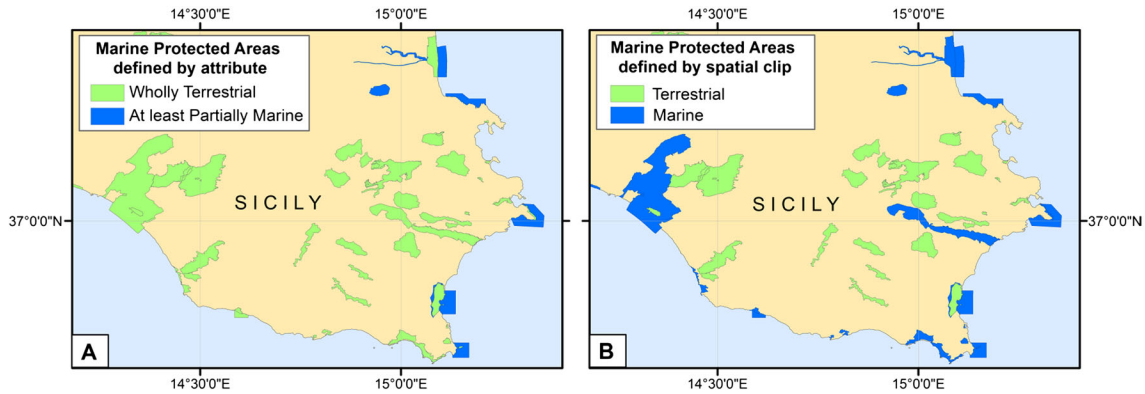 14°30'0"E 15°0'0"E
Marine Protected Areas
defined by attribute
Wholly Terrestrial
At least Partially Marine
SICILY
37°0'0"N
A
14°30'0"E 15°0'0"E
14°30'0"E 15°0'0"E
Marine Protected Areas
defined by spatial clip
Terrestrial
Marine
SICILY
37°0'0"N
B
14°30'0"E 15°0'0"E